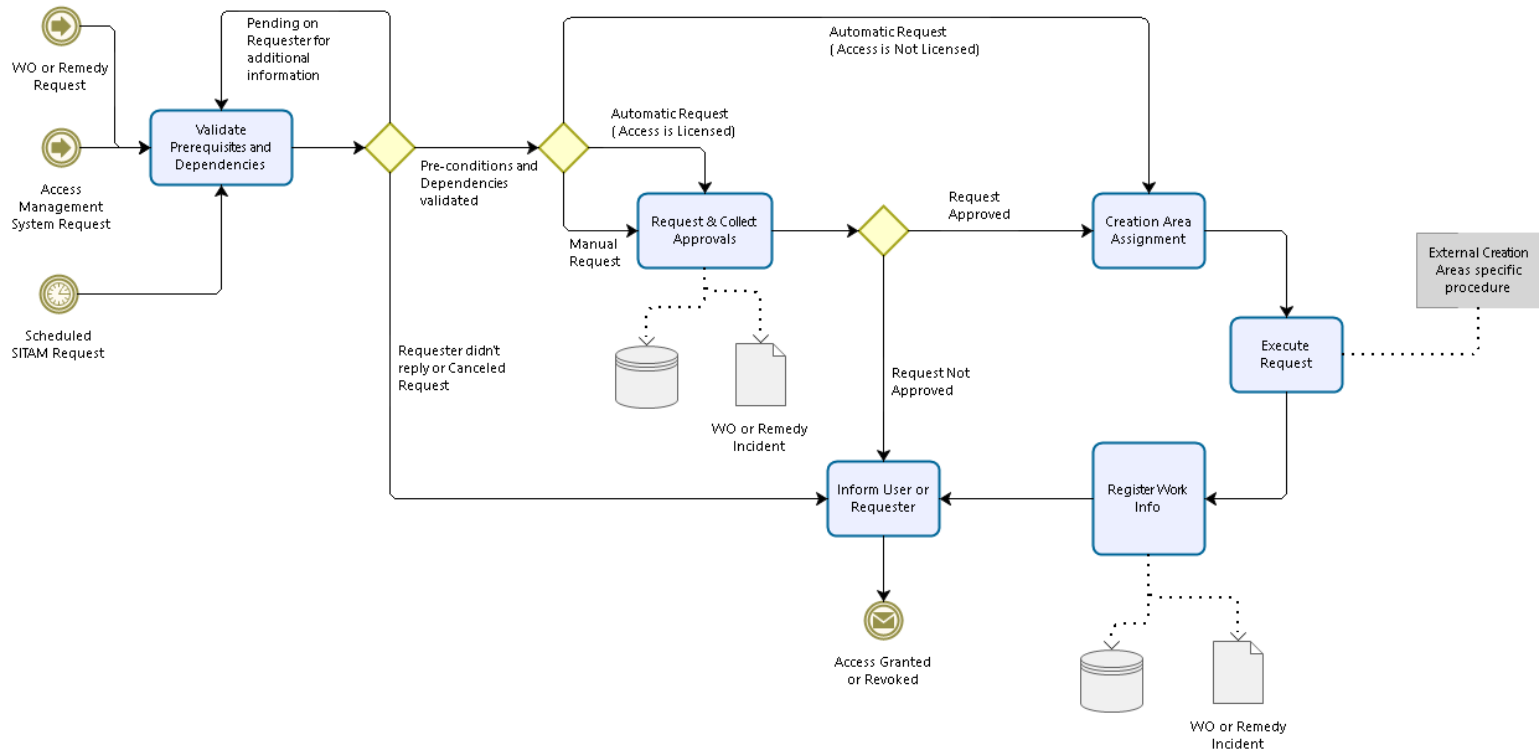 WO or Remedy
Request
Access
Management
System Request
Scheduled
SITAM Request
Pending on
Requester for
additional
information
Validate
Prerequisites and
Dependencies
Pre-conditions and
Dependencies
validated
Requester didn't
reply or Canceled
Request
Automatic Request
( Access is Licensed)
Automatic Request
( Access is Not Licensed)
Manual
Request
Request & Collect
Approvals
WO or Remedy
Incident
Request
Approved
Request Not
Approved
Creation Area
Assignment
External Creation
Areas specific
procedure
Execute
Request
Register Work
Info
Inform User or
Requester
Access Granted
or Revoked
WO or Remedy
Incident